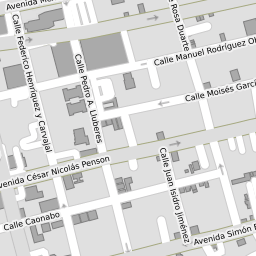 Avenida
Rosa Duarte
Calle Federico Henríquez y Carvajal
Calle Pedro A. Lluberes
Calle Manuel Rodríguez
Calle Moisés
Avenida César Nicolás Penson
Calle Juan Isidro Jiménez
Calle Caonabo
Avenida Simón